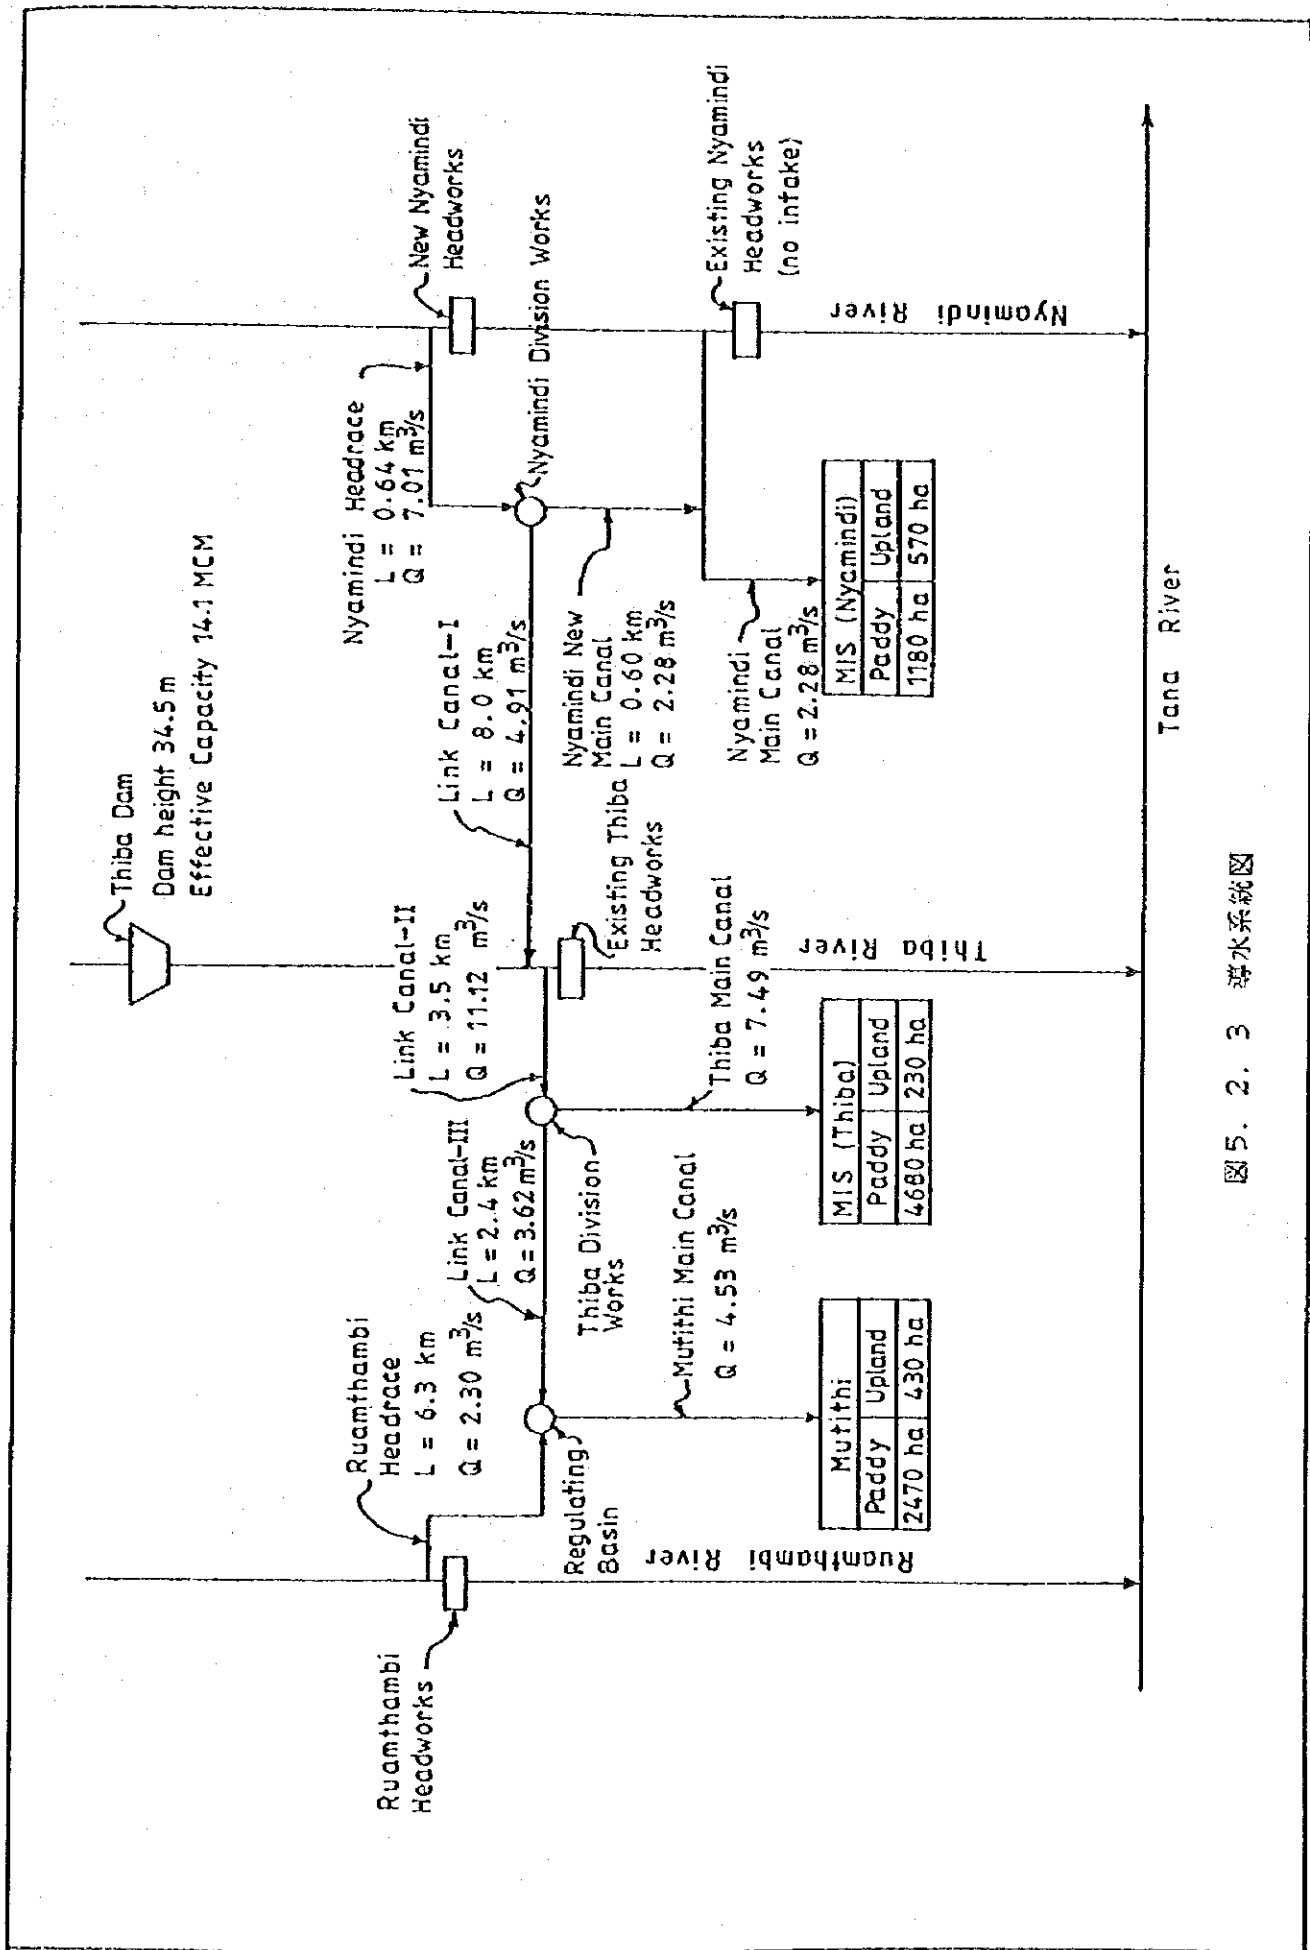 Thiba Dam
Dam height 34.5 m
Effective Capacity 14.1 MCM
Ruamthambi
Headworks
Ruamthambi
Headrace
L = 6.3 km
Q = 2.30 m³/s
Link Canal-III
L = 2.4 km
Q = 3.62 m³/s
Link Canal-II
L = 3.5 km
Q = 11.12 m³/s
Link Canal-I
L = 8.0 km
Q = 4.91 m³/s
Nyamindi Headrace
L = 0.64 km
Q = 7.01 m³/s
New Nyamindi
Headworks
Nyamindi Division Works
Regulating
Basin
Thiba Division
Works
Existing Thiba
Headworks
Nyamindi New
Main Canal
L = 0.60 km
Q = 2.28 m³/s
Existing Nyamindi
Headworks
(no intake)
Mutithi Main Canal
Q = 4.53 m³/s
Thiba Main Canal
Q = 7.49 m³/s
Nyamindi
Main Canal
Q = 2.28 m³/s
Ruamthambi River
Thiba River
Nyamindi River
Mutithi
Paddy Upland
2470 ha 430 ha
MIS (Thiba)
Paddy Upland
4680 ha 230 ha
MIS (Nyamindi)
Paddy Upland
1180 ha 570 ha
Tana River
図5.2.3 導水系統図